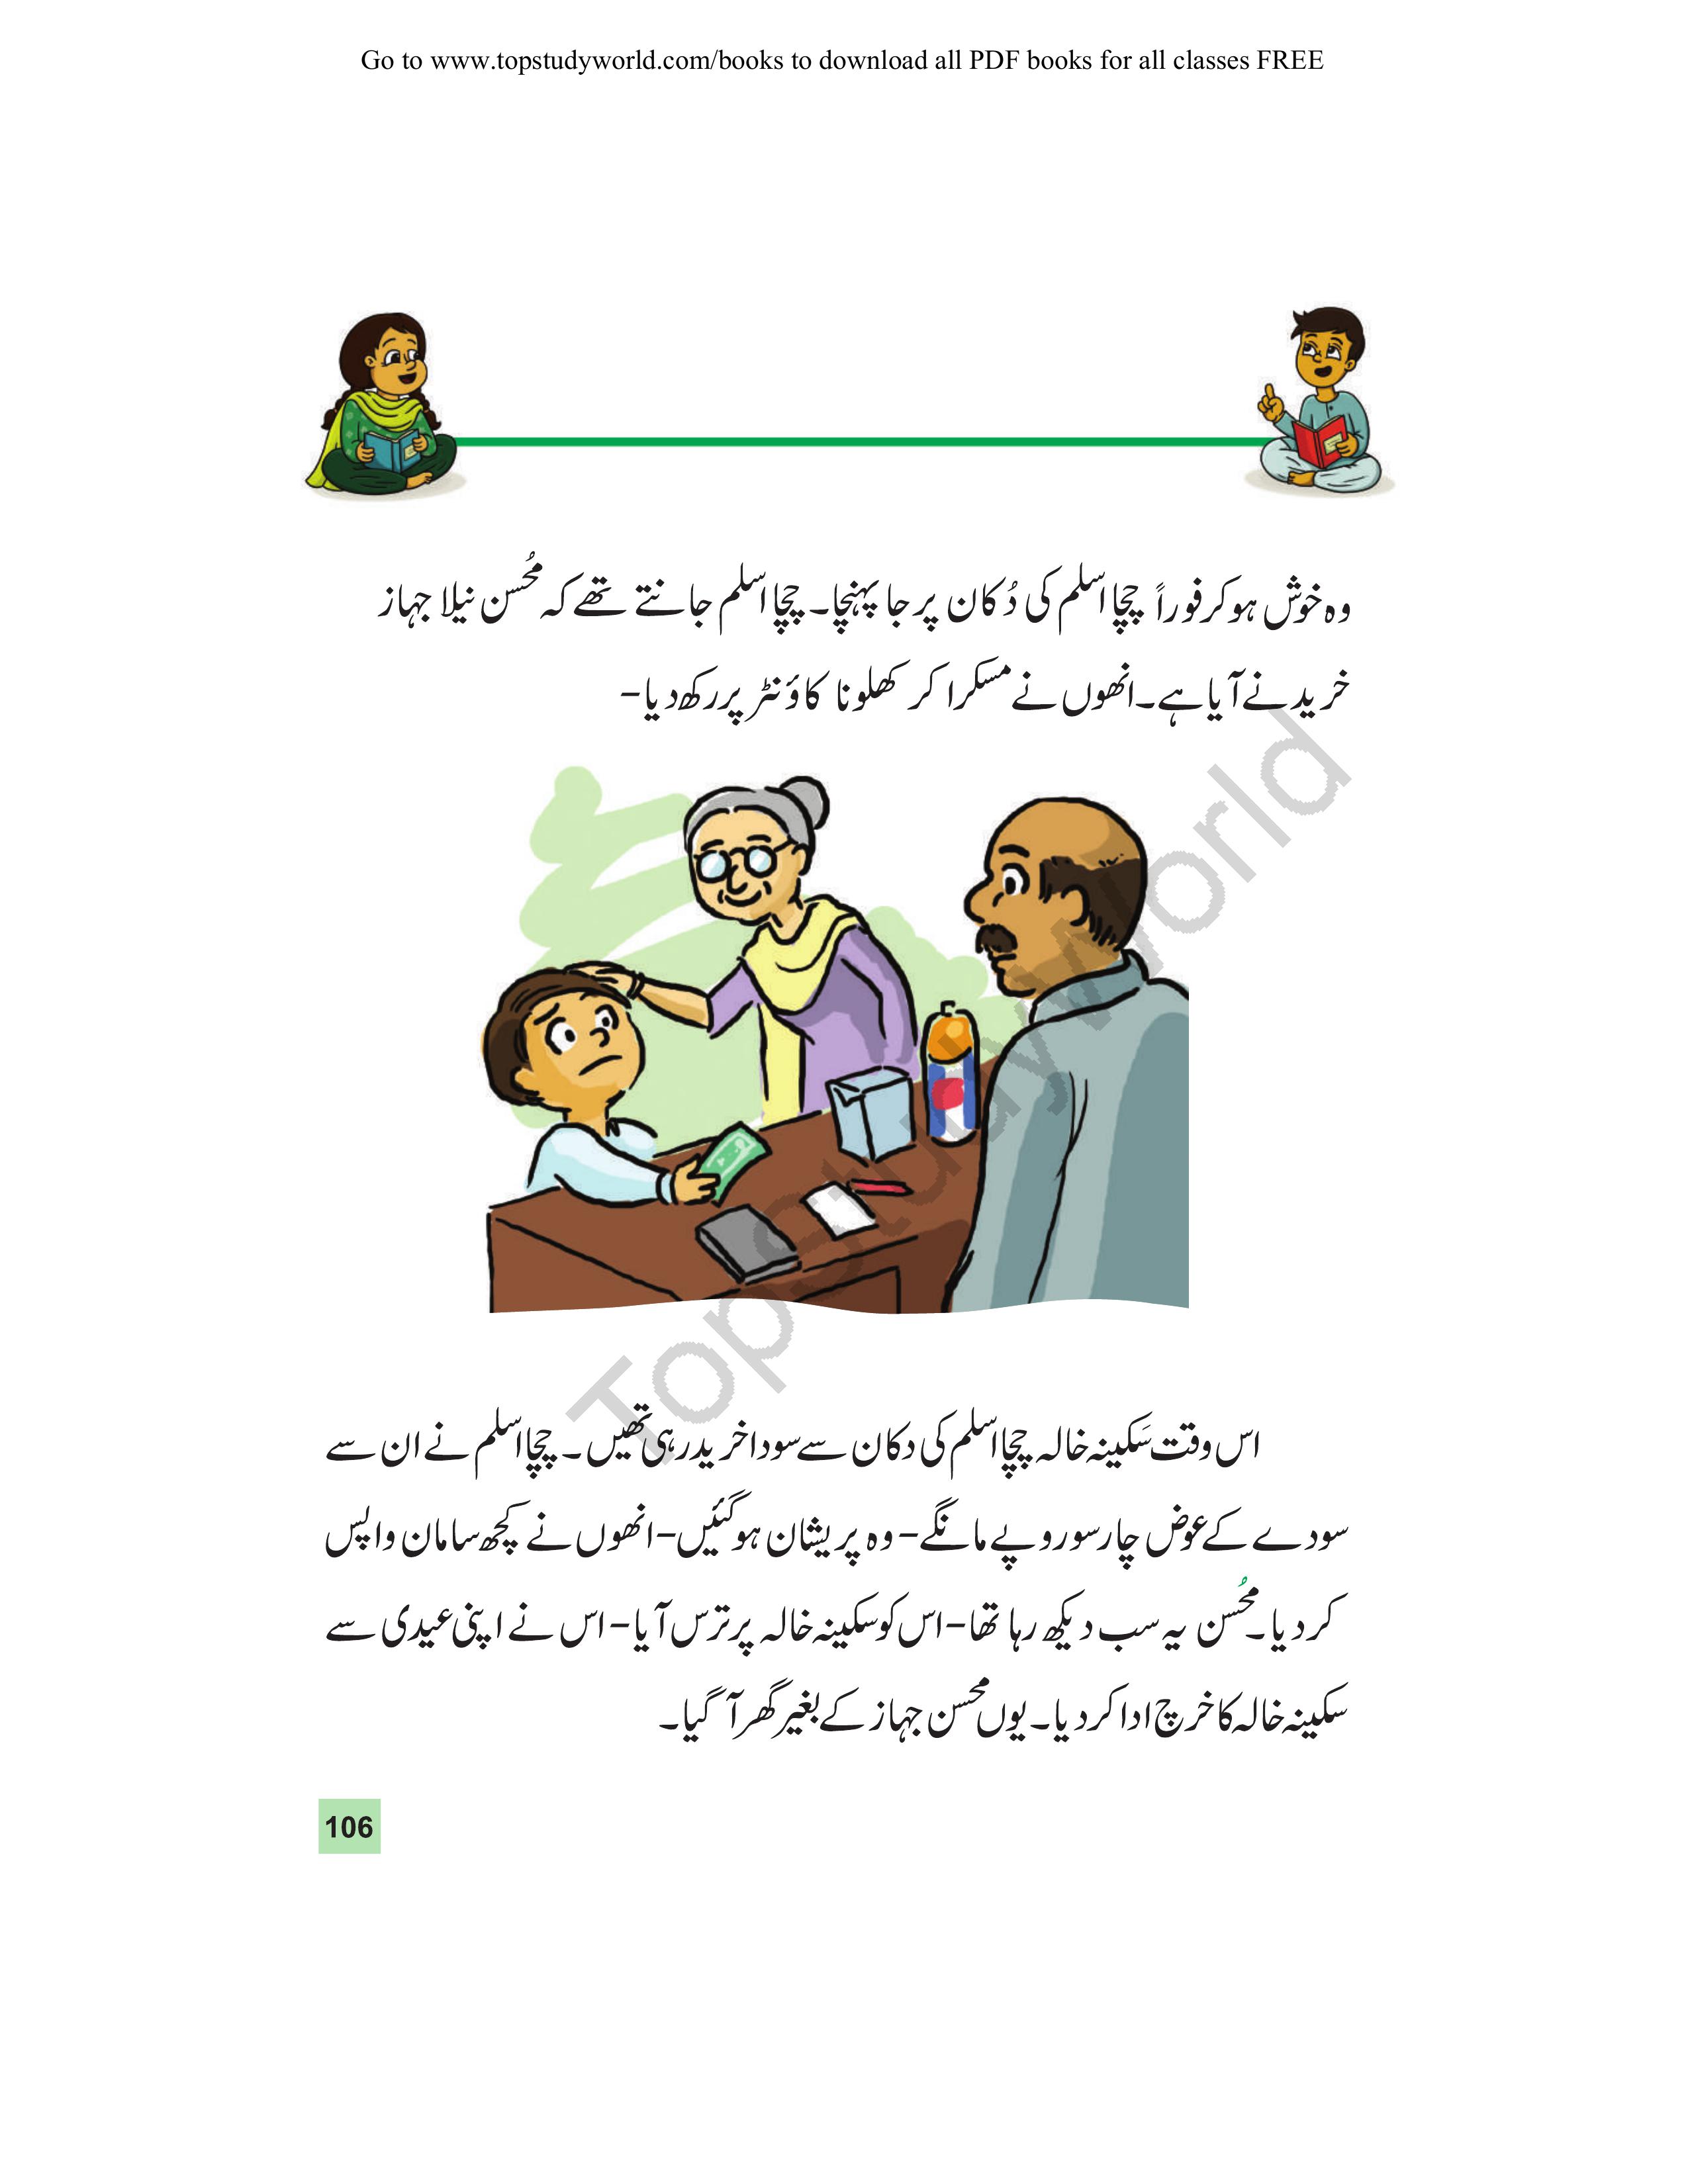 Go to www.topstudyworld.com/books to download all PDF books for all classes FREE
وہ خوش ہو کر فوراً چچا اسلم کی دُکان پر جا پہنچا۔ چچا اسلم جانتے تھے کہ مُحسن نیلا جہاز
خریدنے آیا ہے۔ انھوں نے مسکرا کر کھلونا کاؤنٹر پر رکھ دیا-
TopStudyWorld
اس وقت سَکینہ خالہ چچا اسلم کی دکان سے سودا خرید رہی تھیں۔ چچا اسلم نے ان سے
سودے کے عوض چار سو روپے مانگے- وہ پریشان ہو گئیں- انھوں نے کچھ سامان واپس
کر دیا۔ مُحسن یہ سب دیکھ رہا تھا- اس کو سکینہ خالہ پر ترس آیا- اس نے اپنی عیدی سے
سکینہ خالہ کا خرچ ادا کر دیا۔ یوں محسن جہاز کے بغیر گھر آ گیا۔
106